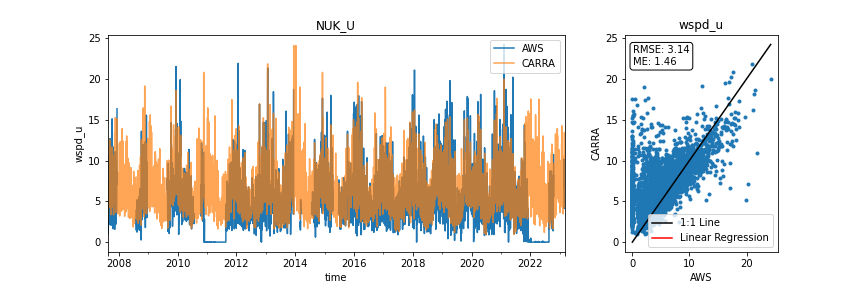 NUK_U
wspd_u
25
20
15
10
5
0
2008
2010
2012
2014
2016
2018
2020
2022
time
AWS
CARRA
wspd_u
CARRA
25
20
15
10
5
0
0
10
20
AWS
RMSE: 3.14
ME: 1.46
1:1 Line
Linear Regression